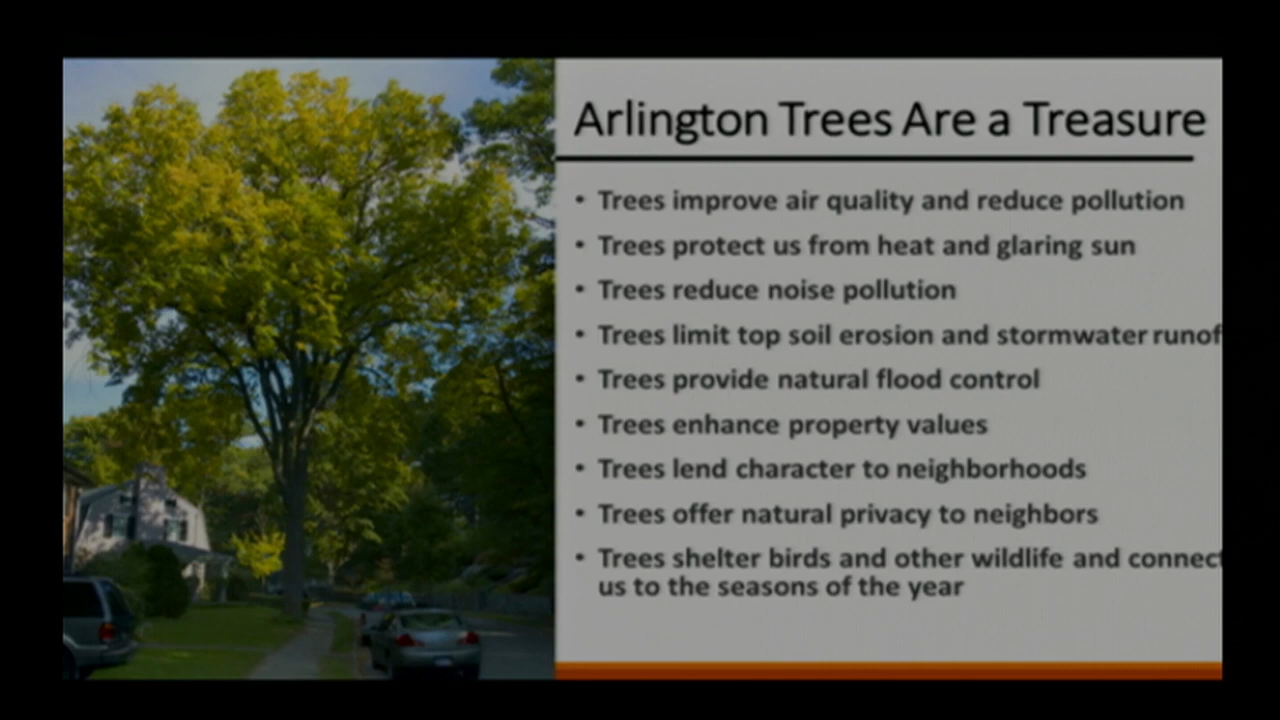 Arlington Trees Are a Treasure
• Trees improve air quality and reduce pollution
• Trees protect us from heat and glaring sun
• Trees reduce noise pollution
• Trees limit top soil erosion and stormwater runof
• Trees provide natural flood control
• Trees enhance property values
• Trees lend character to neighborhoods
• Trees offer natural privacy to neighbors
• Trees shelter birds and other wildlife and connect
us to the seasons of the year